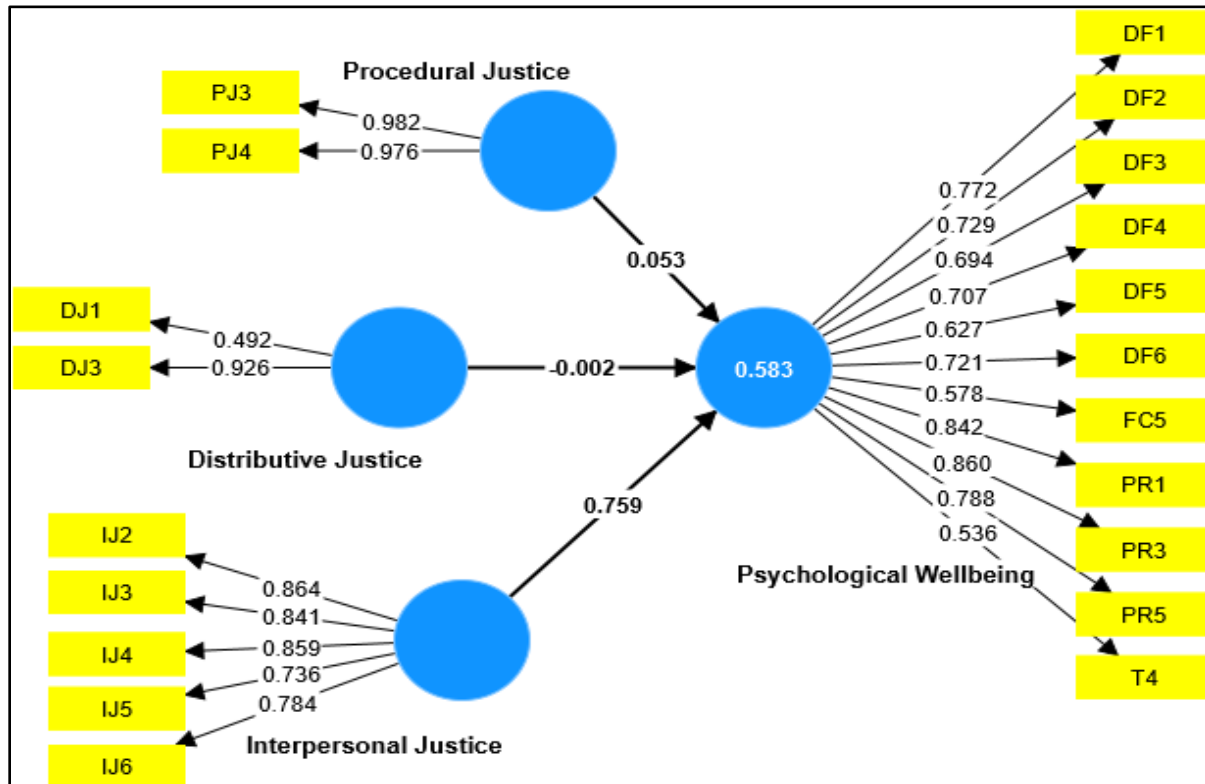 Procedural Justice
PJ3
0.982
PJ4
0.976
0.053
DJ1
0.492
DJ3
0.926
-0.002
Distributive Justice
0.759
IJ2
0.864
IJ3
0.841
IJ4
0.859
IJ5
0.736
IJ6
0.784
Interpersonal Justice
0.583
Psychological Wellbeing
0.772
DF1
0.729
DF2
0.694
DF3
0.707
DF4
0.627
DF5
0.721
DF6
0.578
FC5
0.842
PR1
0.860
PR3
0.788
PR5
0.536
T4